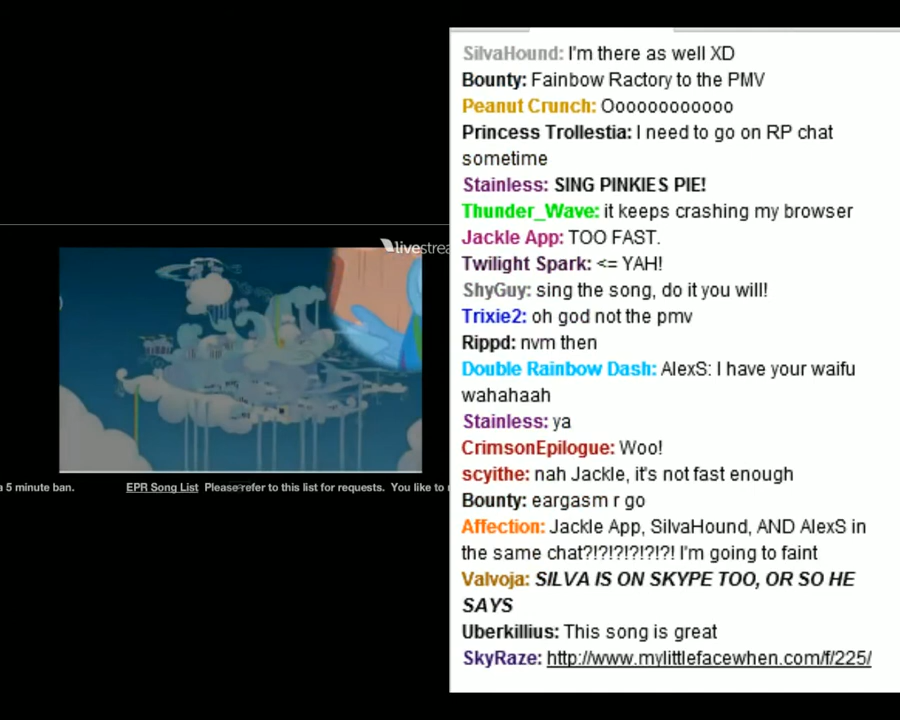 SilvaHound: I'm there as well XD
Bounty: Fainbow Ractory to the PMV
Peanut Crunch: Ooooooooooo
Princess Trollestia: I need to go on RP chat
sometime
Stainless: SING PINKIES PIE!
Thunder_Wave: it keeps crashing my browser
Jackle App: TOO FAST.
Twilight Spark: <= YAH!
ShyGuy: sing the song, do it you will!
Trixie2: oh god not the pmv
Rippd: nvm then
Double Rainbow Dash: AlexS: I have your waifu
wahahaah
Stainless: ya
CrimsonEpilogue: Woo!
scyithe: nah Jackle, it's not fast enough
Bounty: eargasm r go
Affection: Jackle App, SilvaHound, AND AlexS in
the same chat?!?!?!?!?!?! I'm going to faint
Valvoja: SILVA IS ON SKYPE TOO, OR SO HE
SAYS
Uberkillius: This song is great
SkyRaze: http://www.mylittlefacewhen.com/f/225/
livestrea
a 5 minute ban. EPR Song List Please refer to this list for requests. You like to